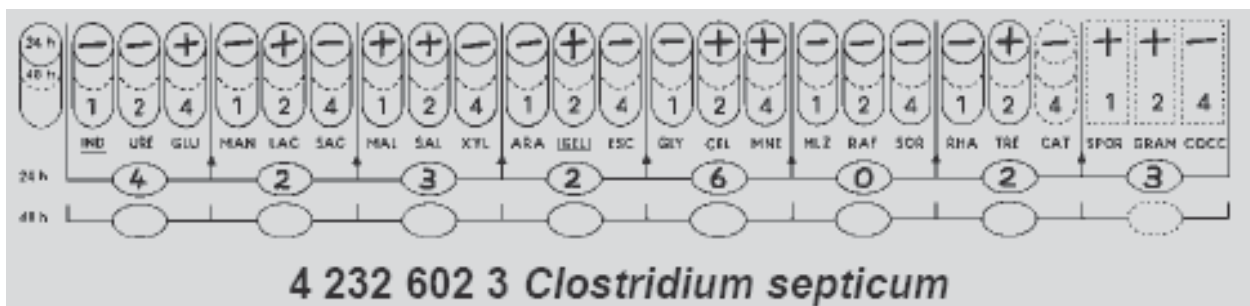 24 h − − + − + − + + − − + − − + + − − − − + − + + −
48 h
1 2 4 1 2 4 1 2 4 1 2 4 1 2 4 1 2 4 1 2 4 1 2 4
IND URE GLU MAN LAC SAC MAL SAL XYL ARA GEL ESC GLY CEL MNE MLZ RAF SOR RHA TRE CAT SPOR GRAM COCC
24 h 4 2 3 2 6 0 2 3
48 h
4 232 602 3 Clostridium septicum